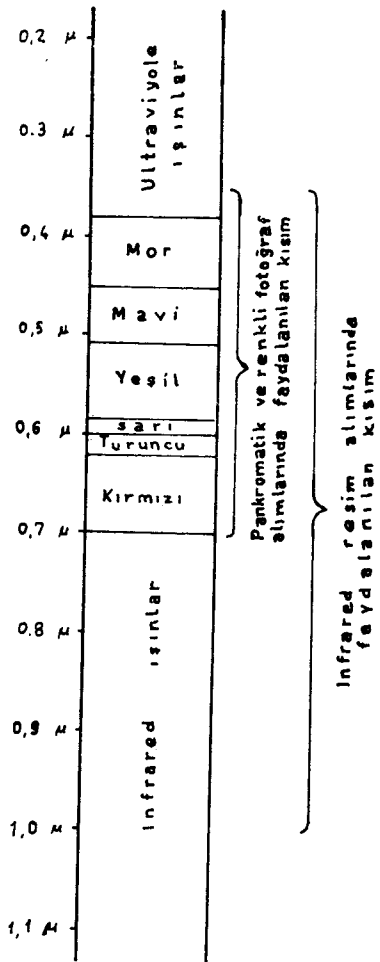 0,2 μ
0.3 μ
0,4 μ
0,5 μ
0,6 μ
0,7 μ
0.8 μ
0,9 μ
1,0 μ
1,1 μ
Ultraviyole
ışınlar
Mor
Mavi
Yeşil
sarı
Turuncu
Kırmızı
Infrared ışınlar
Pankromatik ve renkli fotoğraf
alımlarında faydalanılan kısım
Infrared resim alımlarında
faydalanılan kısım